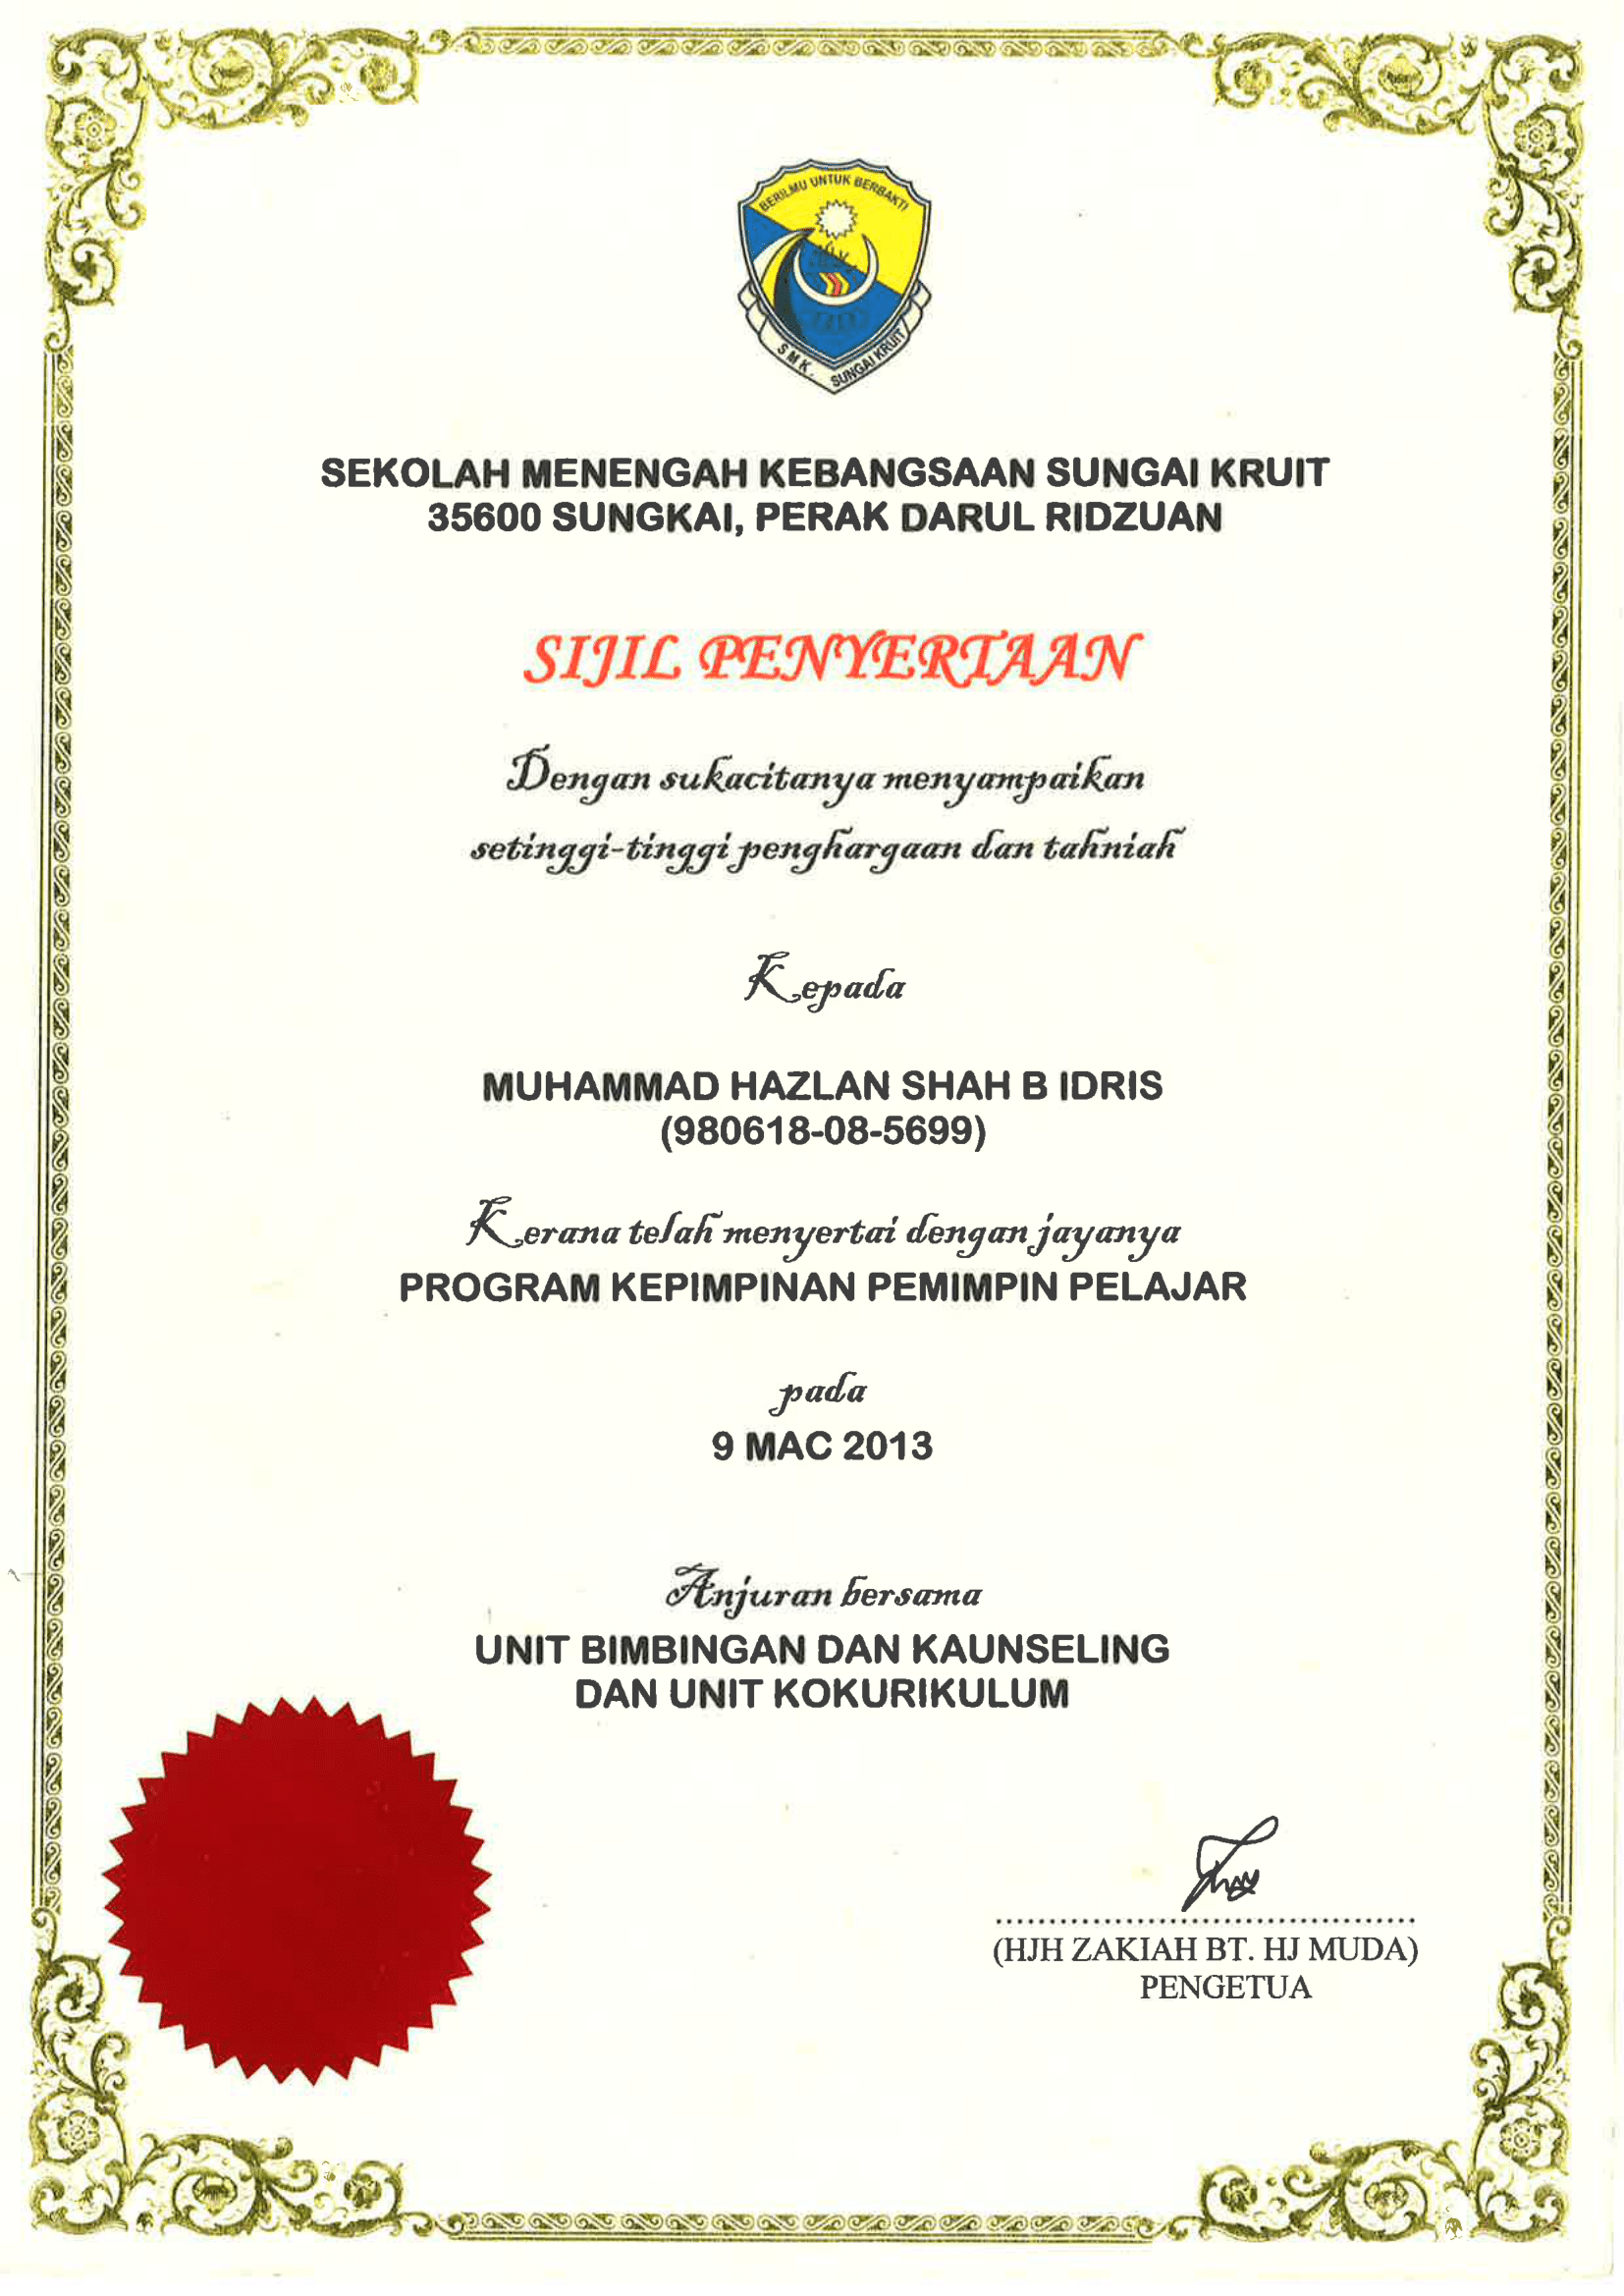 BERILMU UNTUK BERBAKTI
S M K. SUNGAI KRUIT
SEKOLAH MENENGAH KEBANGSAAN SUNGAI KRUIT
35600 SUNGKAI, PERAK DARUL RIDZUAN
SIJIL PENYERTAAN
Dengan sukacitanya menyampaikan
setinggi-tinggi penghargaan dan tahniah
Kepada
MUHAMMAD HAZLAN SHAH B IDRIS
(980618-08-5699)
Kerana telah menyertai dengan jayanya
PROGRAM KEPIMPINAN PEMIMPIN PELAJAR
pada
9 MAC 2013
Anjuran bersama
UNIT BIMBINGAN DAN KAUNSELING
DAN UNIT KOKURIKULUM
(HJH ZAKIAH BT. HJ MUDA)
PENGETUA